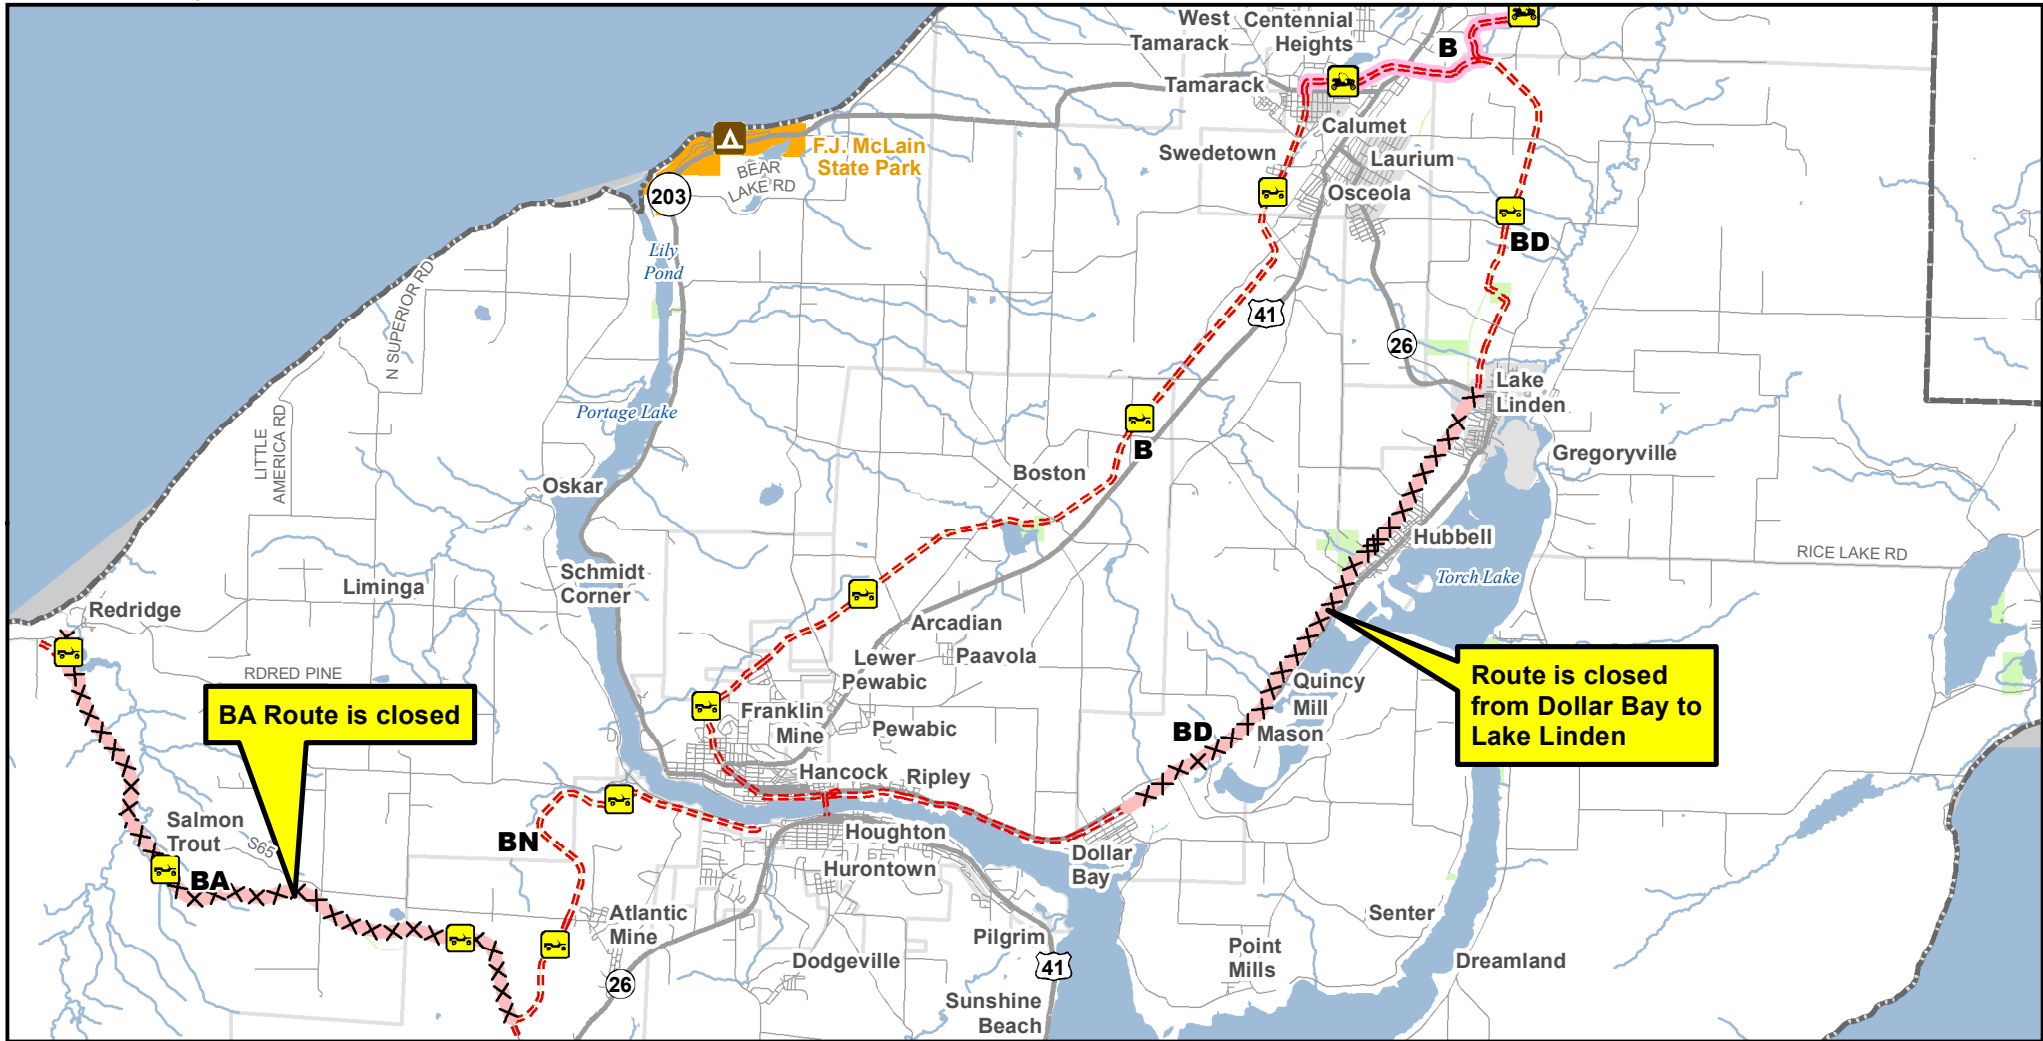 West
Tamarack
Centennial
Heights
B
Tamarack
Calumet
F.J. McLain
State Park
BEAR
LAKE RD
Swedetown
Laurium
203
Osceola
BD
Lily
Pond
N SUPERIOR RD
41
26
Lake
Linden
Portage Lake
LITTLE
AMERICA RD
B
Gregoryville
Boston
Oskar
Hubbell
RICE LAKE RD
Schmidt
Corner
Liminga
Torch Lake
Redridge
Arcadian
Lower
Pewabic
Paavola
RDRED PINE
Quincy
Mill
Route is closed
from Dollar Bay to
Lake Linden
BA Route is closed
Franklin
Mine
Pewabic
BD
Mason
Hancock
Ripley
Salmon
Trout
S65
BN
Houghton
Hurontown
Dollar
Bay
BA
Atlantic
Mine
Senter
Pilgrim
Point
Mills
Dodgeville
41
Dreamland
26
Sunshine
Beach